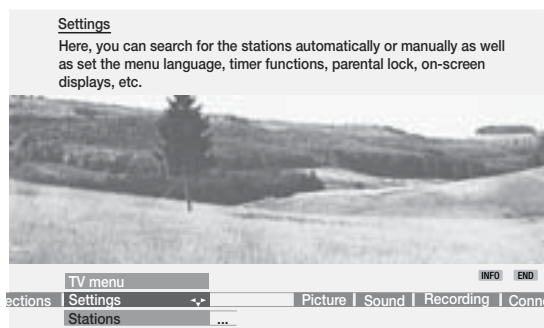 Settings
Here, you can search for the stations automatically or manually as well
as set the menu language, timer functions, parental lock, on-screen
displays, etc.
INFO END
TV menu
ections Settings Picture Sound Recording Conne
Stations ...